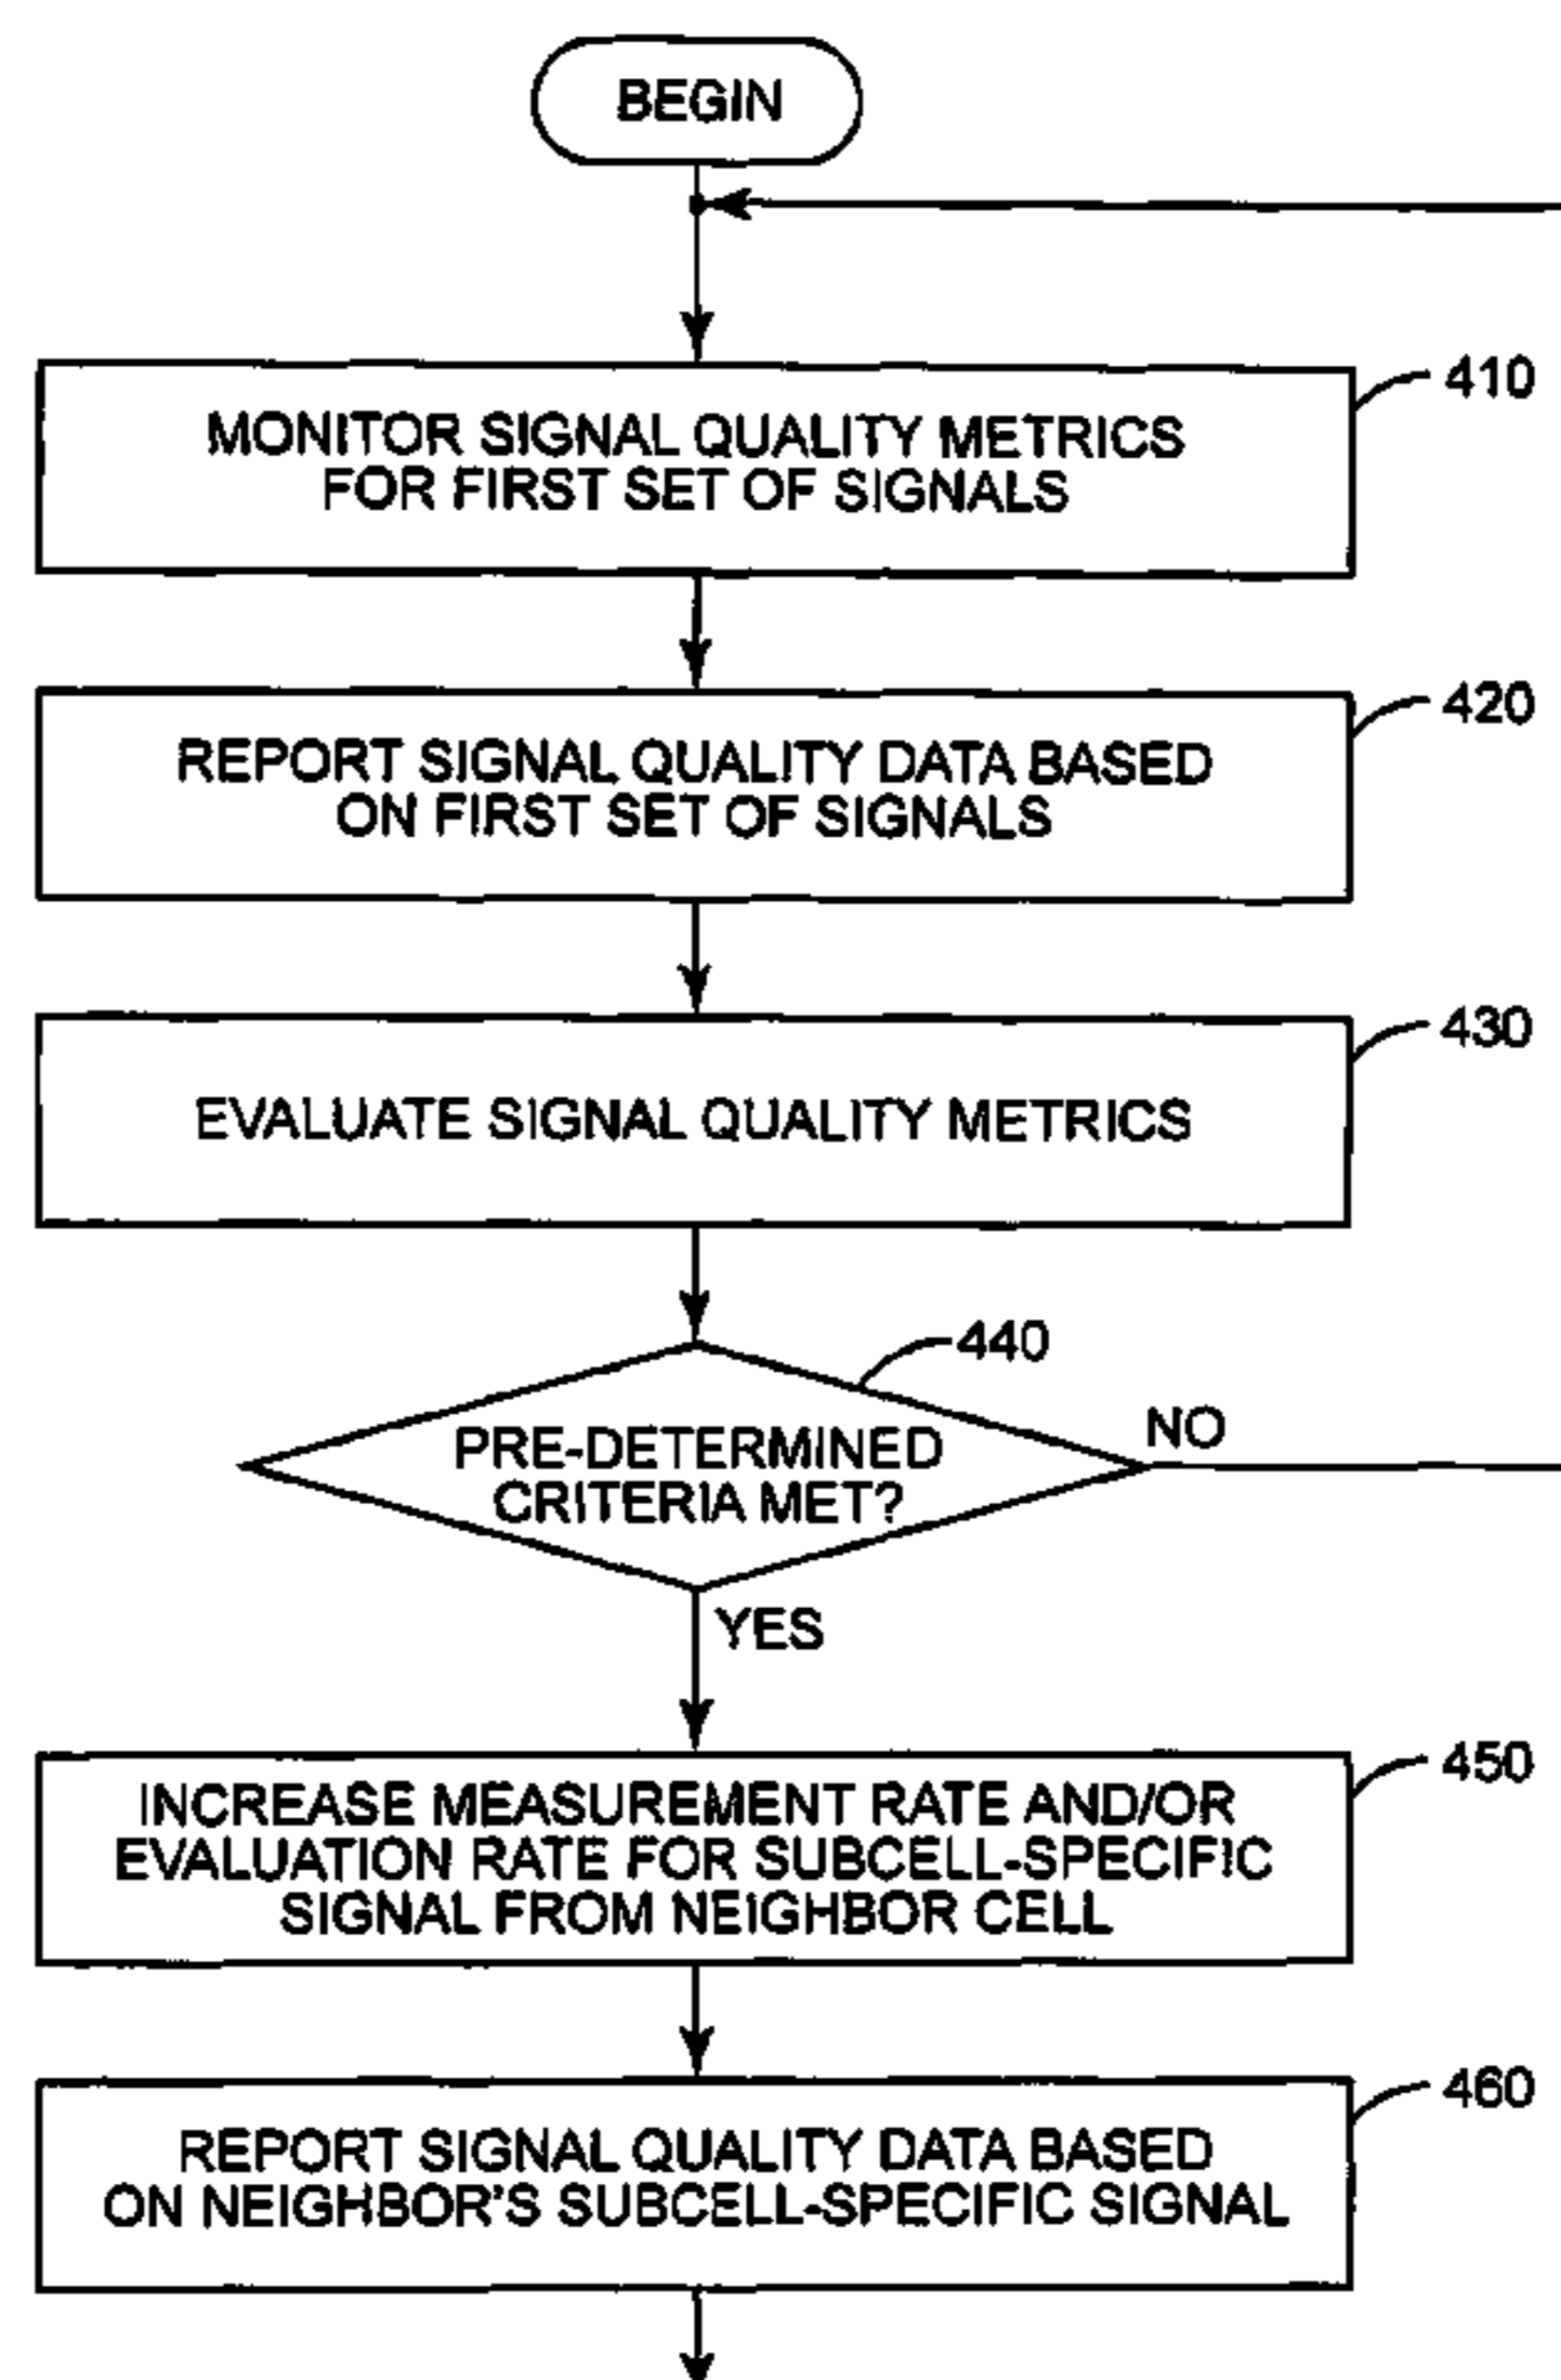 BEGIN
410
MONITOR SIGNAL QUALITY METRICS
FOR FIRST SET OF SIGNALS
420
REPORT SIGNAL QUALITY DATA BASED
ON FIRST SET OF SIGNALS
430
EVALUATE SIGNAL QUALITY METRICS
440
PRE-DETERMINED
CRITERIA MET?
NO
YES
450
INCREASE MEASUREMENT RATE AND/OR
EVALUATION RATE FOR SUBCELL-SPECIFIC
SIGNAL FROM NEIGHBOR CELL
460
REPORT SIGNAL QUALITY DATA BASED
ON NEIGHBOR'S SUBCELL-SPECIFIC SIGNAL